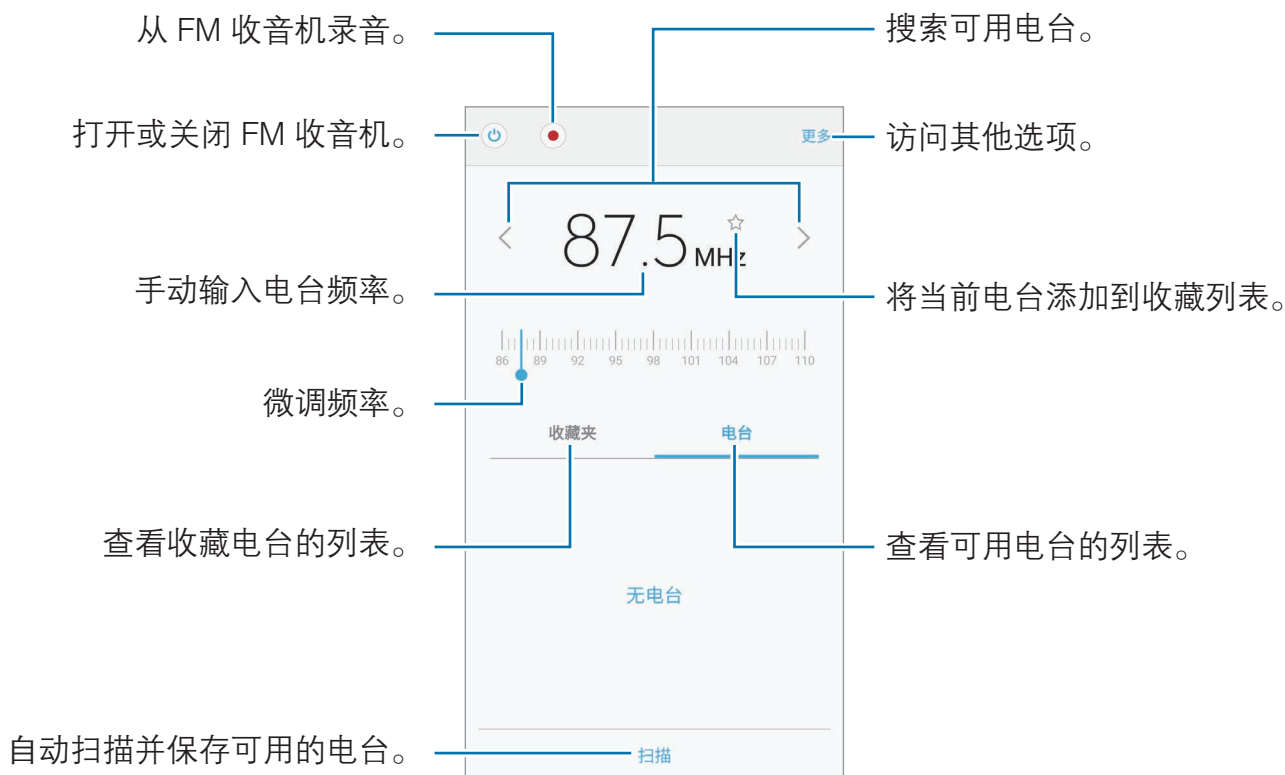 从 FM 收音机录音。
搜索可用电台。
打开或关闭 FM 收音机。
更多
访问其他选项。
87.5 MHz
手动输入电台频率。
将当前电台添加到收藏列表。
86 89 92 95 98 101 104 107 110
微调频率。
收藏夹
电台
查看收藏电台的列表。
查看可用电台的列表。
无电台
自动扫描并保存可用的电台。
扫描